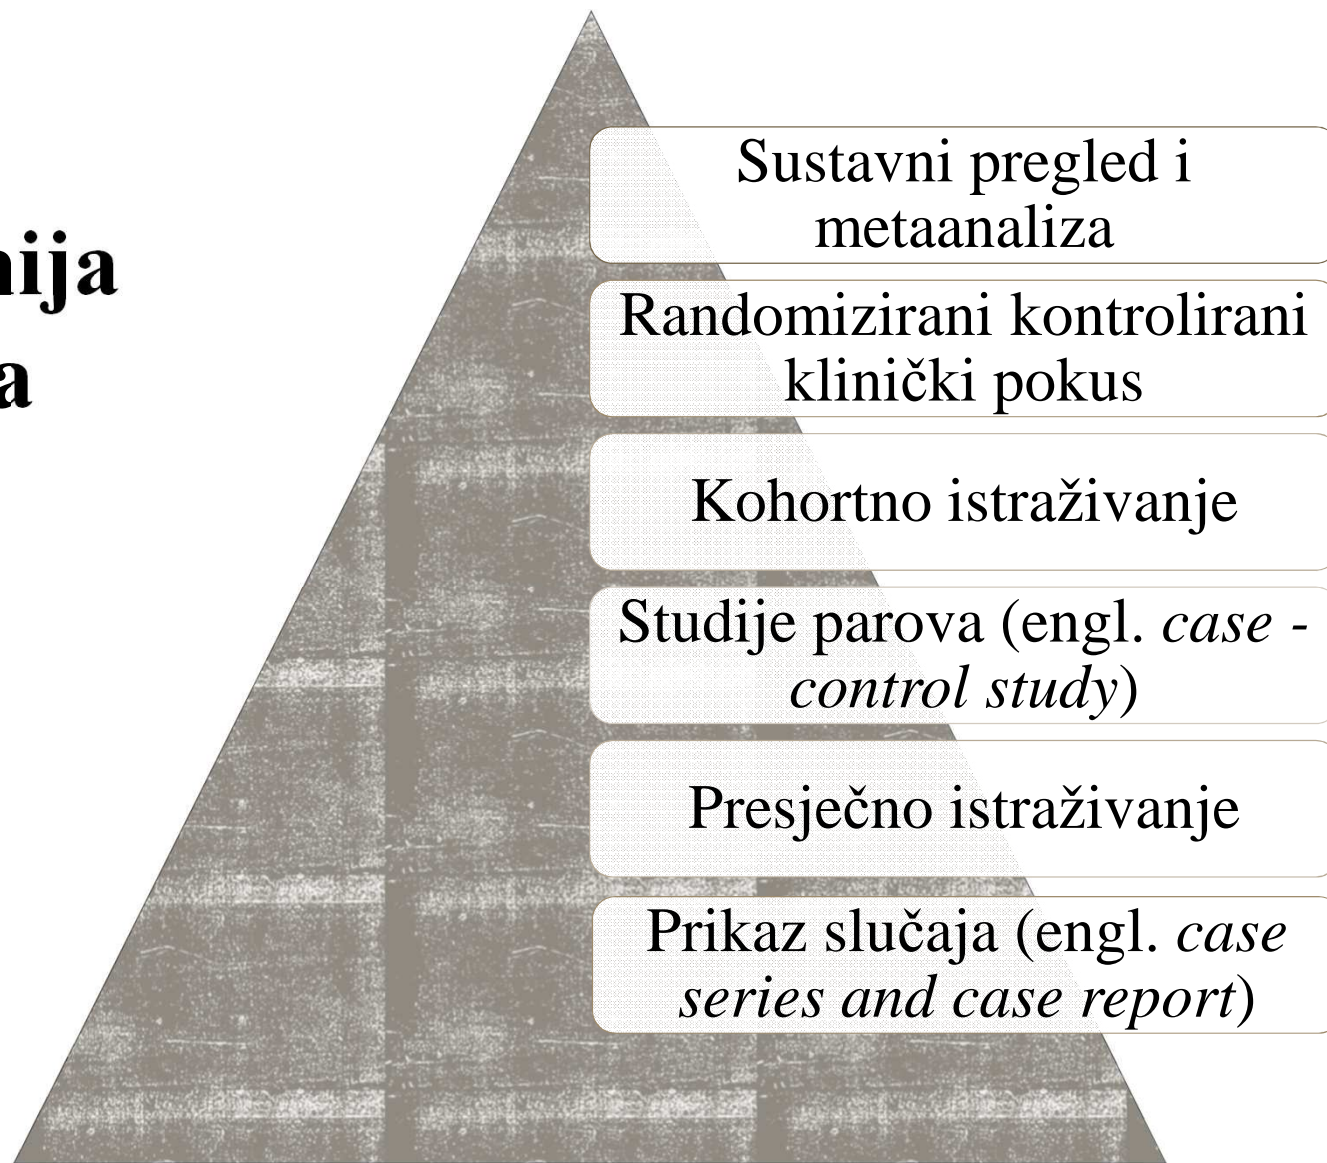 Sustavni pregled i
metaanaliza
Randomizirani kontrolirani
klinički pokus
Kohortno istraživanje
Studije parova (engl. case -
control study)
Presječno istraživanje
Prikaz slučaja (engl. case
series and case report)